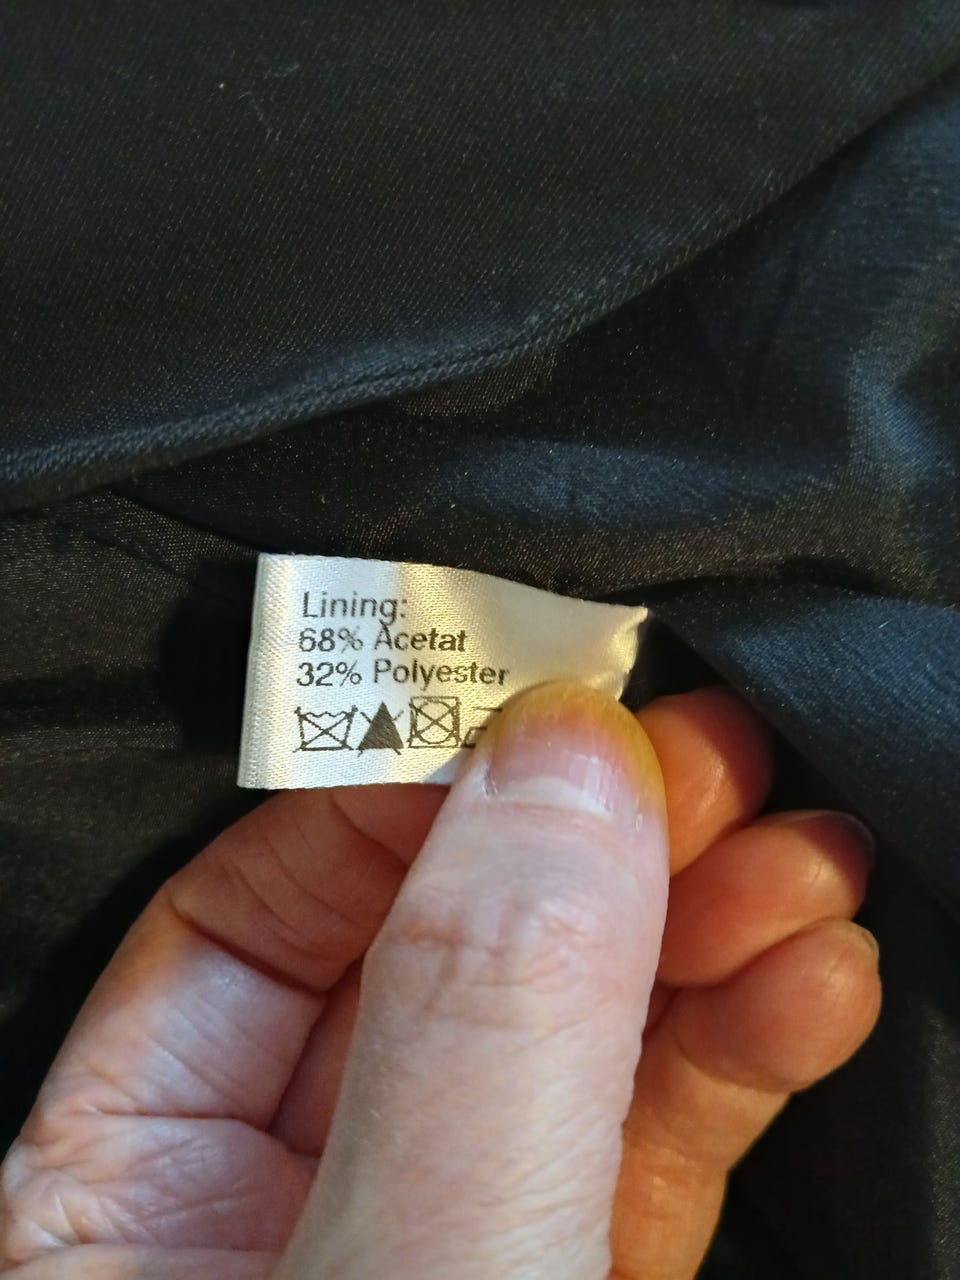 Lining:
68% Acetat
32% Polyester